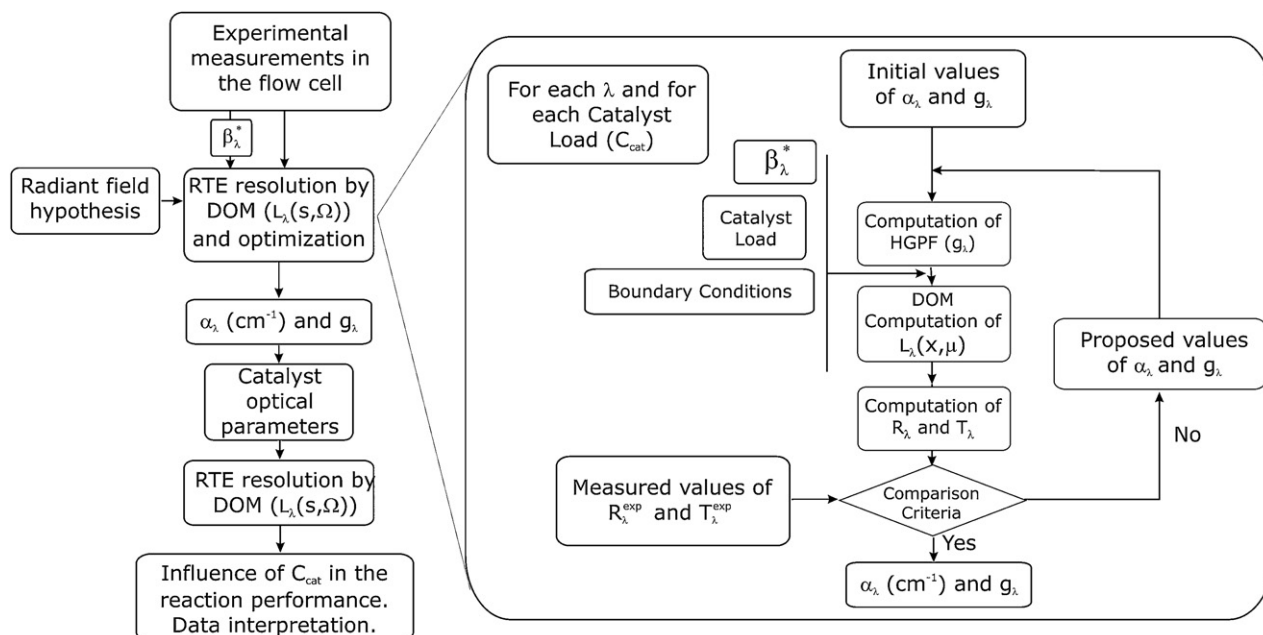 Experimental
measurements in
the flow cell
β*λ
Radiant field
hypothesis
RTE resolution by
DOM (Lλ(s,Ω))
and optimization
αλ (cm⁻¹) and gλ
Catalyst
optical
parameters
RTE resolution by
DOM (Lλ(s,Ω))
Influence of Ccat in the
reaction performance.
Data interpretation.
For each λ and for
each Catalyst
Load (Ccat)
β*λ
Catalyst
Load
Boundary Conditions
Initial values
of αλ and gλ
Computation of
HGPF (gλ)
DOM
Computation of
Lλ(x,μ)
Computation of
Rλ and Tλ
Measured values of
Rλexp and Tλexp
Comparison
Criteria
Yes
αλ (cm⁻¹) and gλ
No
Proposed values
of αλ and gλ